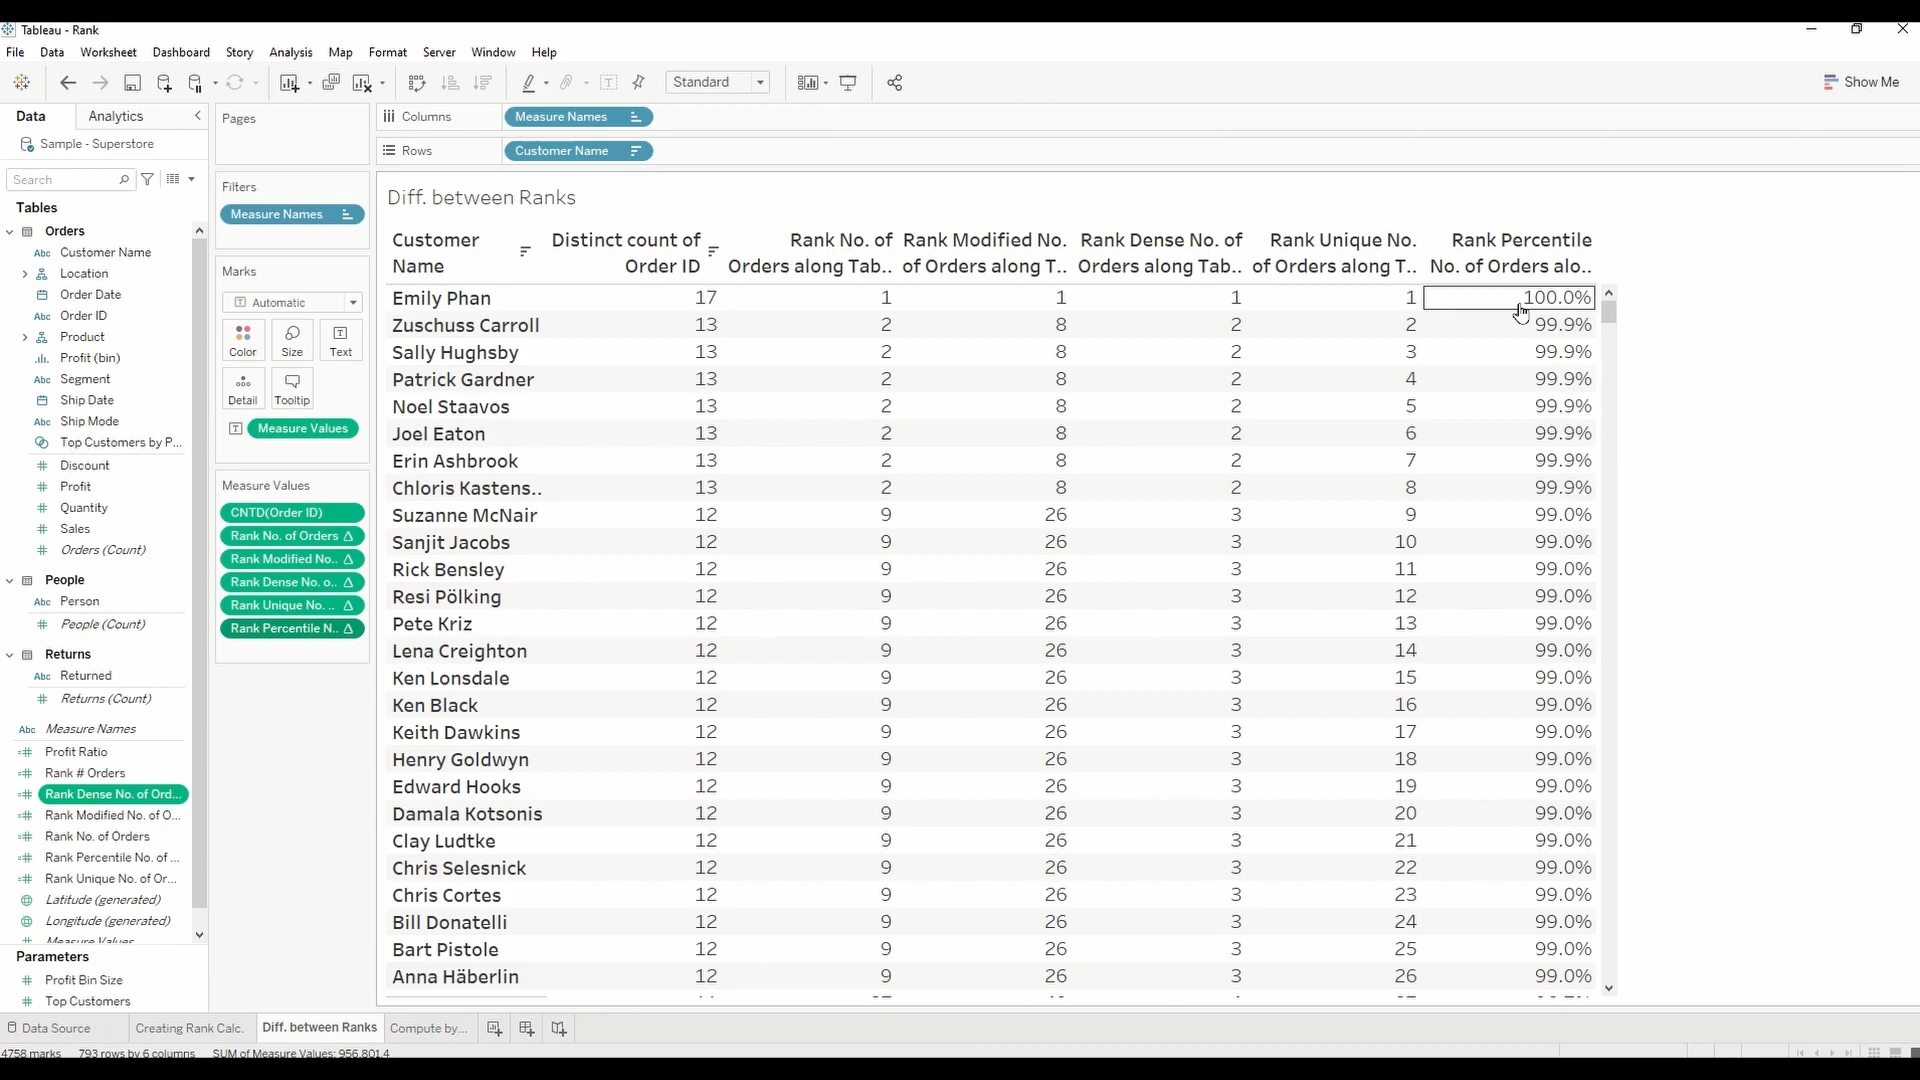 Tableau - Rank
File Data Worksheet Dashboard Story Analysis Map Format Server Window Help
Standard
Show Me
Data Analytics
Sample - Superstore
Search
Tables
Orders
Abc Customer Name
Location
Order Date
Abc Order ID
Product
Profit (bin)
Abc Segment
Ship Date
Abc Ship Mode
Top Customers by P...
# Discount
# Profit
# Quantity
# Sales
# Orders (Count)
People
Abc Person
# People (Count)
Returns
Abc Returned
# Returns (Count)
Abc Measure Names
=# Profit Ratio
=# Rank # Orders
=# Rank Dense No. of Ord...
=# Rank Modified No. of O...
=# Rank No. of Orders
=# Rank Percentile No. of ...
=# Rank Unique No. of Or...
Latitude (generated)
Longitude (generated)
# Measure Values
Parameters
# Profit Bin Size
# Top Customers
Pages
Filters
Measure Names
Marks
T Automatic
Color Size Text
Detail Tooltip
Measure Values
Measure Values
CNTD(Order ID)
Rank No. of Orders Δ
Rank Modified No.. Δ
Rank Dense No. o.. Δ
Rank Unique No. .. Δ
Rank Percentile N.. Δ
Columns Measure Names
Rows Customer Name
Diff. between Ranks
Customer Name
Distinct count of Order ID
Rank No. of Orders along Tab..
Rank Modified No. of Orders along T..
Rank Dense No. of Orders along Tab..
Rank Unique No. of Orders along T..
Rank Percentile No. of Orders alo..
Emily Phan 17 1 1 1 1 100.0%
Zuschuss Carroll 13 2 8 2 2 99.9%
Sally Hughsby 13 2 8 2 3 99.9%
Patrick Gardner 13 2 8 2 4 99.9%
Noel Staavos 13 2 8 2 5 99.9%
Joel Eaton 13 2 8 2 6 99.9%
Erin Ashbrook 13 2 8 2 7 99.9%
Chloris Kastens.. 13 2 8 2 8 99.9%
Suzanne McNair 12 9 26 3 9 99.0%
Sanjit Jacobs 12 9 26 3 10 99.0%
Rick Bensley 12 9 26 3 11 99.0%
Resi Pölking 12 9 26 3 12 99.0%
Pete Kriz 12 9 26 3 13 99.0%
Lena Creighton 12 9 26 3 14 99.0%
Ken Lonsdale 12 9 26 3 15 99.0%
Ken Black 12 9 26 3 16 99.0%
Keith Dawkins 12 9 26 3 17 99.0%
Henry Goldwyn 12 9 26 3 18 99.0%
Edward Hooks 12 9 26 3 19 99.0%
Damala Kotsonis 12 9 26 3 20 99.0%
Clay Ludtke 12 9 26 3 21 99.0%
Chris Selesnick 12 9 26 3 22 99.0%
Chris Cortes 12 9 26 3 23 99.0%
Bill Donatelli 12 9 26 3 24 99.0%
Bart Pistole 12 9 26 3 25 99.0%
Anna Häberlin 12 9 26 3 26 99.0%
Data Source Creating Rank Calc. Diff. between Ranks Compute by...
4758 marks 793 rows by 6 columns SUM of Measure Values: 956,801.4